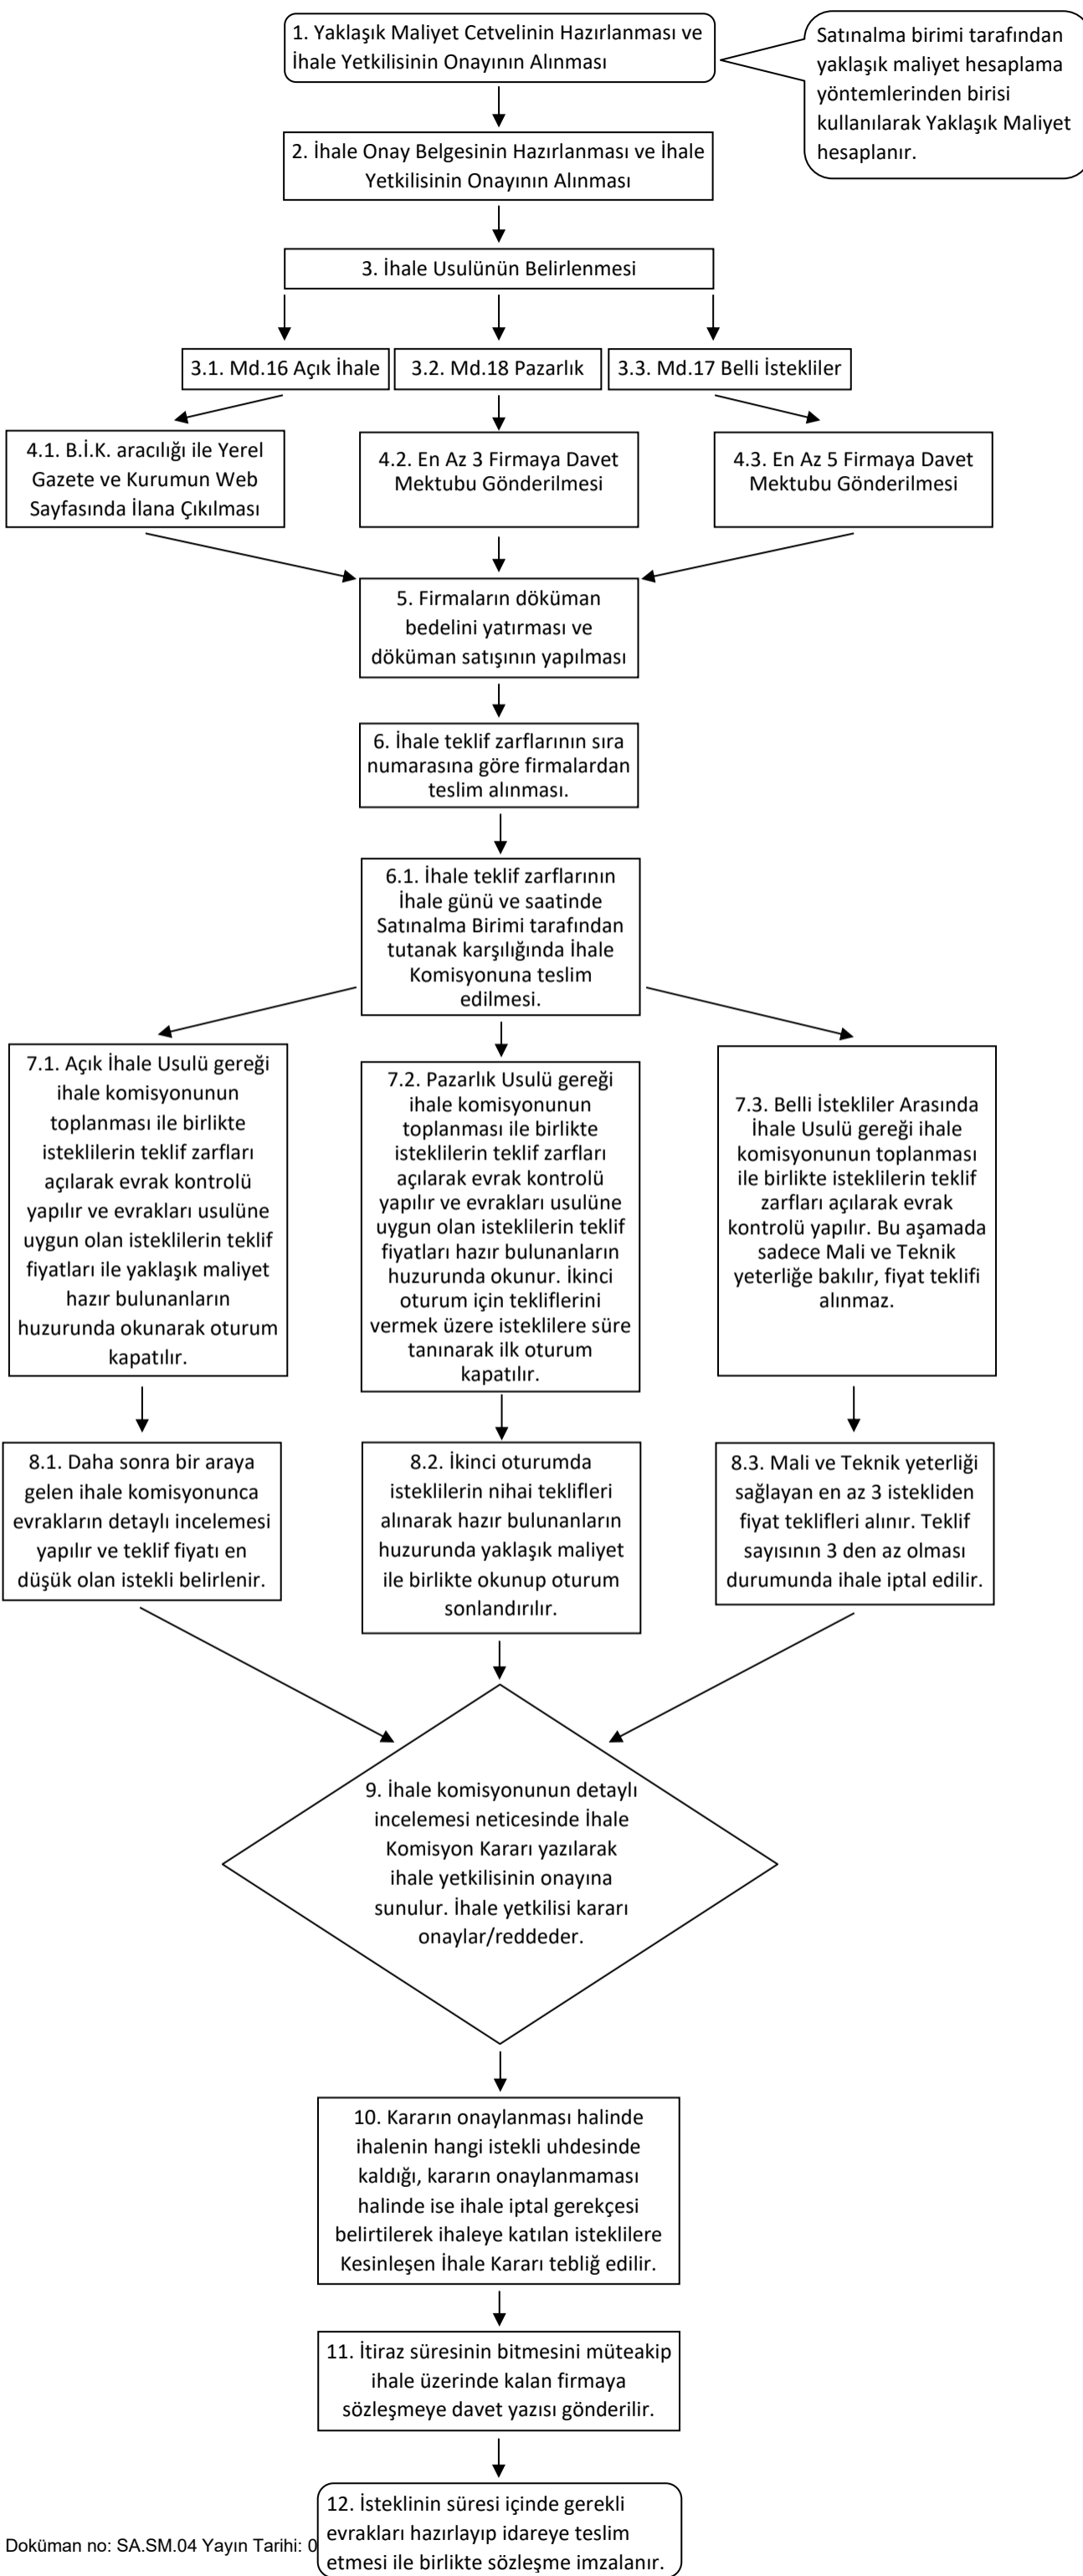 1. Yaklaşık Maliyet Cetvelinin Hazırlanması ve
İhale Yetkilisinin Onayının Alınması
Satınalma birimi tarafından
yaklaşık maliyet hesaplama
yöntemlerinden birisi
kullanılarak Yaklaşık Maliyet
hesaplanır.
2. İhale Onay Belgesinin Hazırlanması ve İhale
Yetkilisinin Onayının Alınması
3. İhale Usulünün Belirlenmesi
3.1. Md.16 Açık İhale
3.2. Md.18 Pazarlık
3.3. Md.17 Belli İstekliler
4.1. B.İ.K. aracılığı ile Yerel
Gazete ve Kurumun Web
Sayfasında İlana Çıkılması
4.2. En Az 3 Firmaya Davet
Mektubu Gönderilmesi
4.3. En Az 5 Firmaya Davet
Mektubu Gönderilmesi
5. Firmaların döküman
bedelini yatırması ve
döküman satışının yapılması
6. İhale teklif zarflarının sıra
numarasına göre firmalardan
teslim alınması.
6.1. İhale teklif zarflarının
İhale günü ve saatinde
Satınalma Birimi tarafından
tutanak karşılığında İhale
Komisyonuna teslim
edilmesi.
7.1. Açık İhale Usulü gereği
ihale komisyonunun
toplanması ile birlikte
isteklilerin teklif zarfları
açılarak evrak kontrolü
yapılır ve evrakları usulüne
uygun olan isteklilerin teklif
fiyatları ile yaklaşık maliyet
hazır bulunanların
huzurunda okunarak oturum
kapatılır.
7.2. Pazarlık Usulü gereği
ihale komisyonunun
toplanması ile birlikte
isteklilerin teklif zarfları
açılarak evrak kontrolü
yapılır ve evrakları usulüne
uygun olan isteklilerin teklif
fiyatları hazır bulunanların
huzurunda okunur. İkinci
oturum için tekliflerini
vermek üzere isteklilere süre
tanınarak ilk oturum
kapatılır.
7.3. Belli İstekliler Arasında
İhale Usulü gereği ihale
komisyonunun toplanması
ile birlikte isteklilerin teklif
zarfları açılarak evrak
kontrolü yapılır. Bu aşamada
sadece Mali ve Teknik
yeterliğe bakılır, fiyat teklifi
alınmaz.
8.1. Daha sonra bir araya
gelen ihale komisyonunca
evrakların detaylı incelemesi
yapılır ve teklif fiyatı en
düşük olan istekli belirlenir.
8.2. İkinci oturumda
isteklilerin nihai teklifleri
alınarak hazır bulunanların
huzurunda yaklaşık maliyet
ile birlikte okunup oturum
sonlandırılır.
8.3. Mali ve Teknik yeterliği
sağlayan en az 3 istekliden
fiyat teklifleri alınır. Teklif
sayısının 3 den az olması
durumunda ihale iptal edilir.
9. İhale komisyonunun detaylı
incelemesi neticesinde İhale
Komisyon Kararı yazılarak
ihale yetkilisinin onayına
sunulur. İhale yetkilisi kararı
onaylar/reddeder.
10. Kararın onaylanması halinde
ihalenin hangi istekli uhdesinde
kaldığı, kararın onaylanmaması
halinde ise ihale iptal gerekçesi
belirtilerek ihaleye katılan isteklilere
Kesinleşen İhale Kararı tebliğ edilir.
11. İtiraz süresinin bitmesini müteakip
ihale üzerinde kalan firmaya
sözleşmeye davet yazısı gönderilir.
12. İsteklinin süresi içinde gerekli
evrakları hazırlayıp idareye teslim
etmesi ile birlikte sözleşme imzalanır.
Doküman no: SA.SM.04 Yayın Tarihi: 0